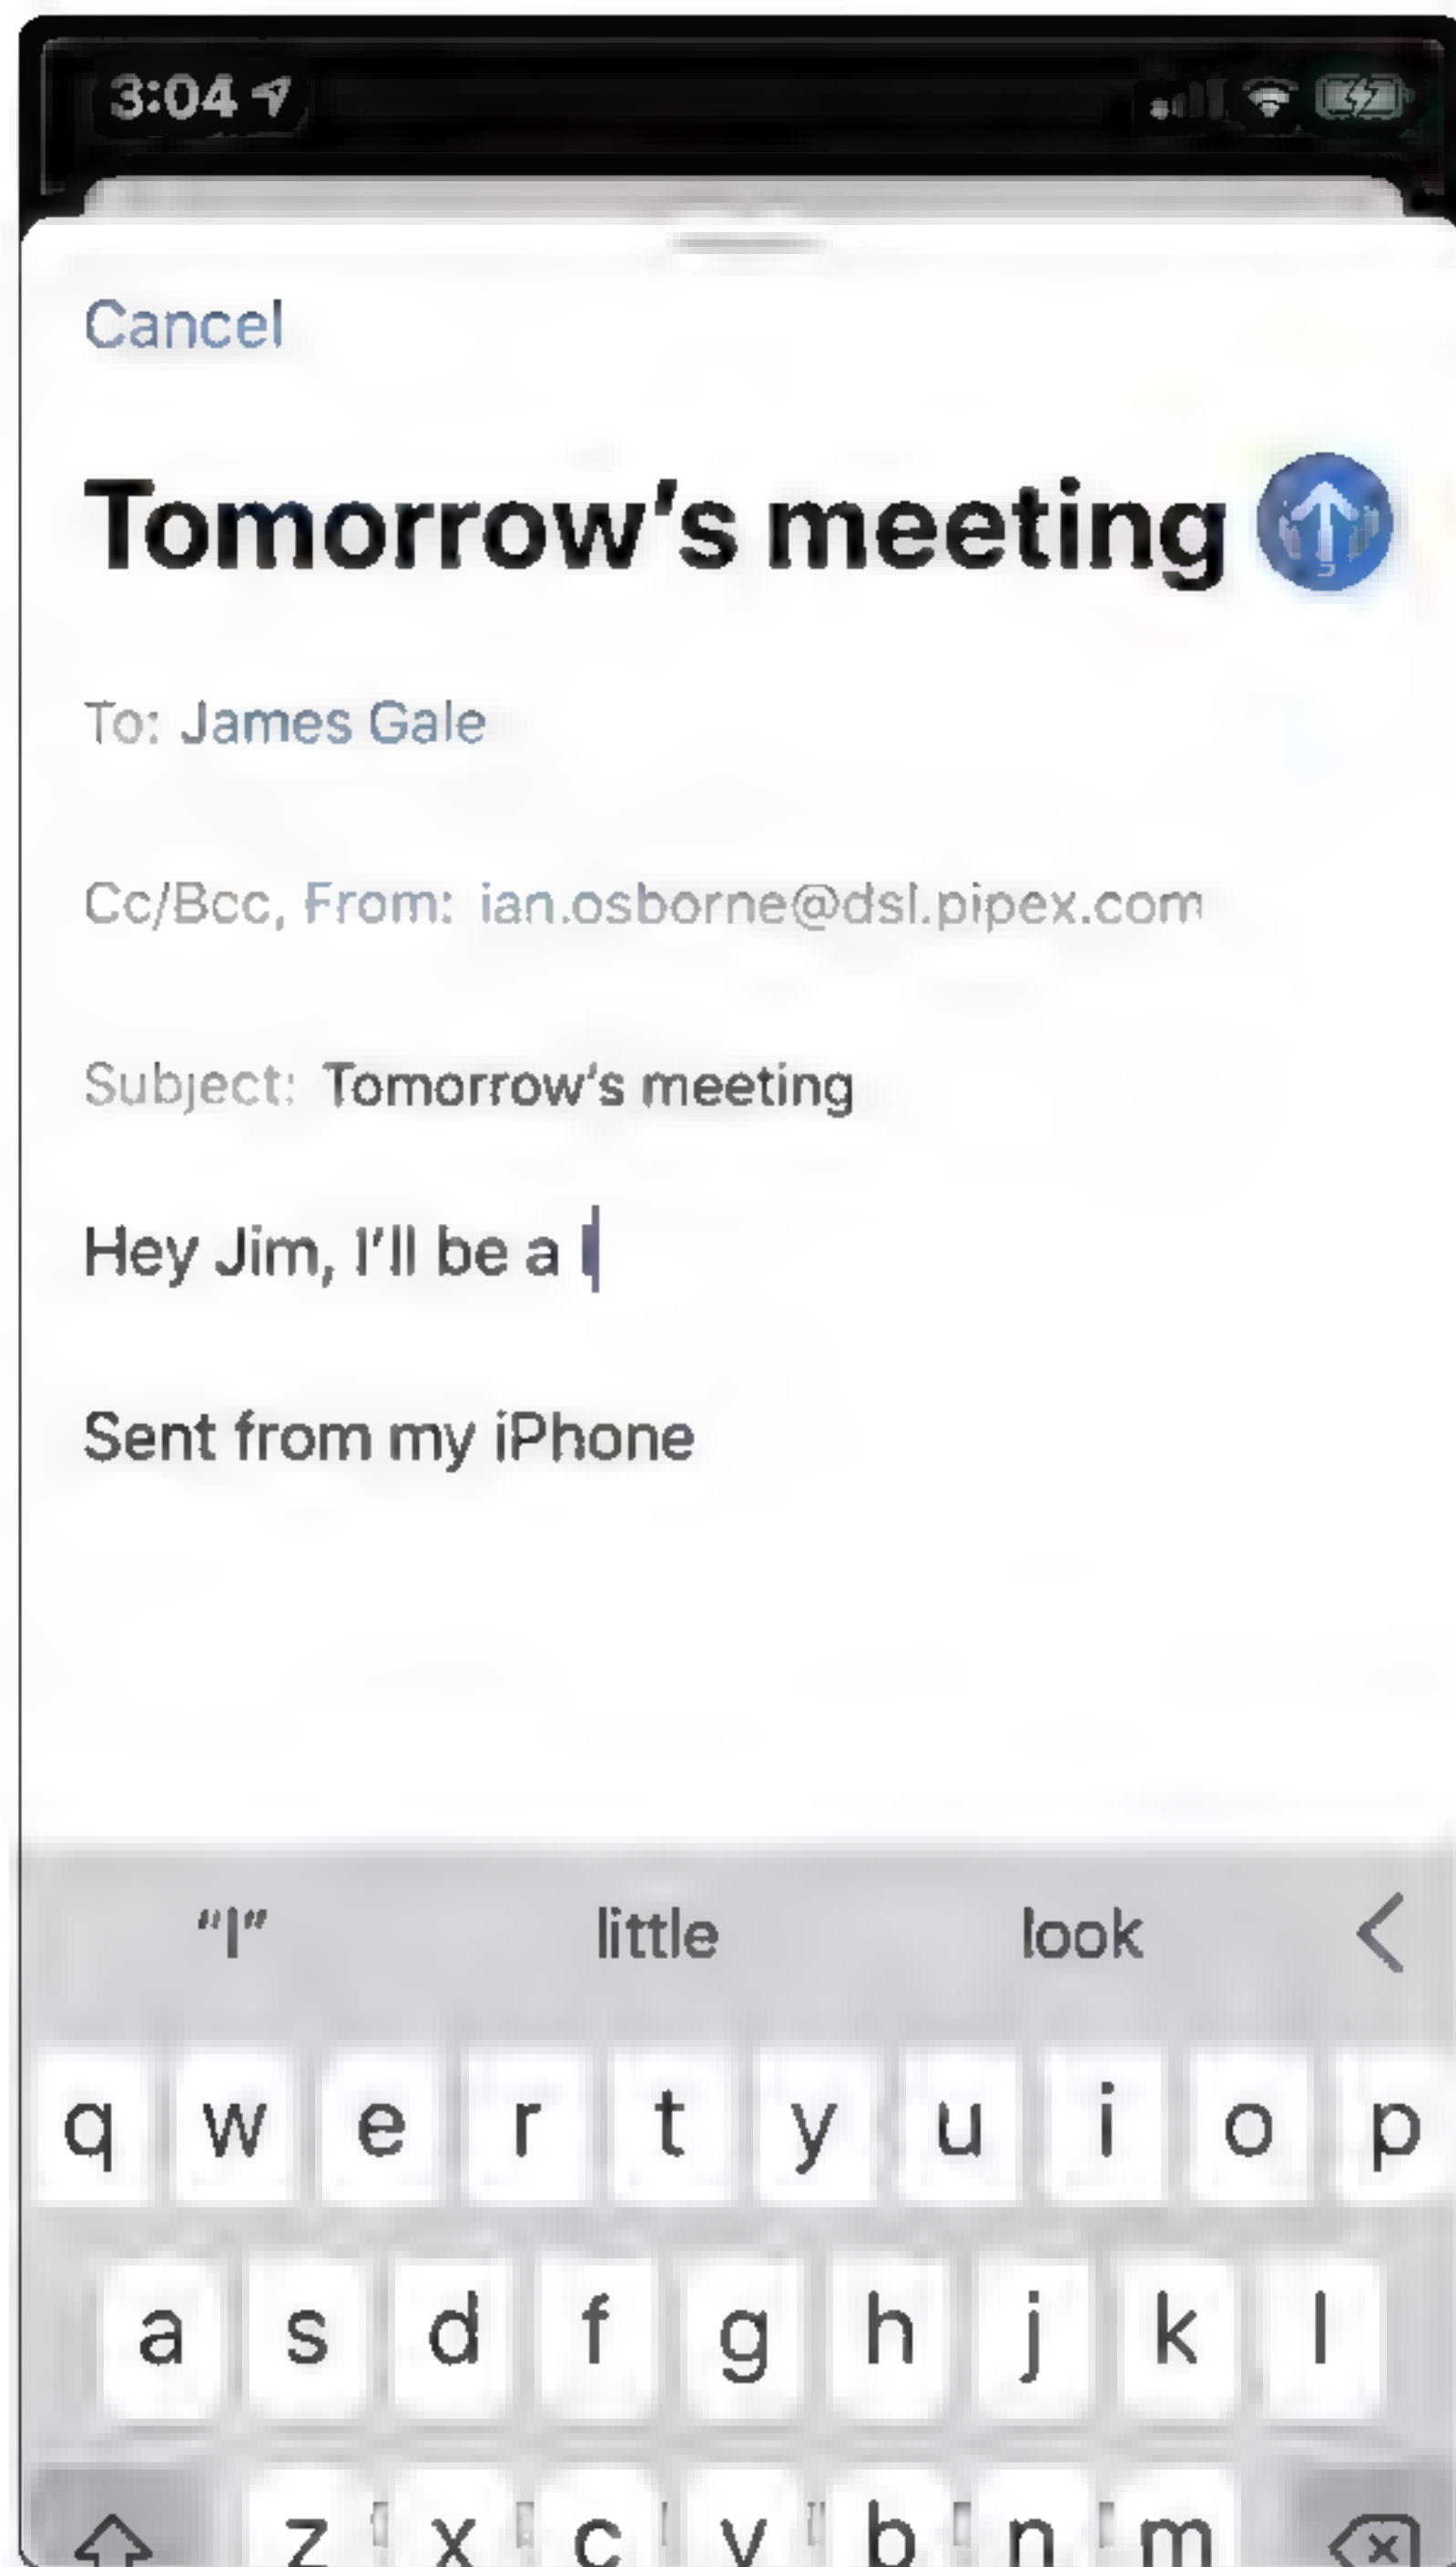 3:04
Cancel
Tomorrow’s meeting
To: James Gale
Cc/Bcc, From: ian.osborne@dsl.pipex.com
Subject: Tomorrow’s meeting
Hey Jim, I’ll be a l
Sent from my iPhone
“l” little look
q w e r t y u i o p
a s d f g h j k l
z x c v b n m